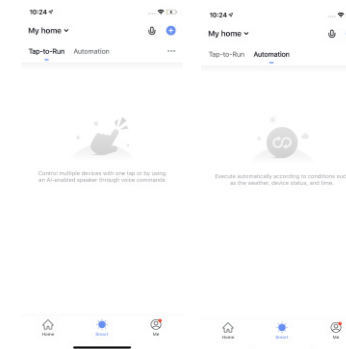 10:24
My home
Tap-to-Run Automation
Control multiple devices with one tap or by using
an AI-enabled speaker through voice commands.
Home Smart Me
10:24
My home
Tap-to-Run Automation
Execute automatically according to conditions suc
as the weather, device status, and time.
Home Smart Me